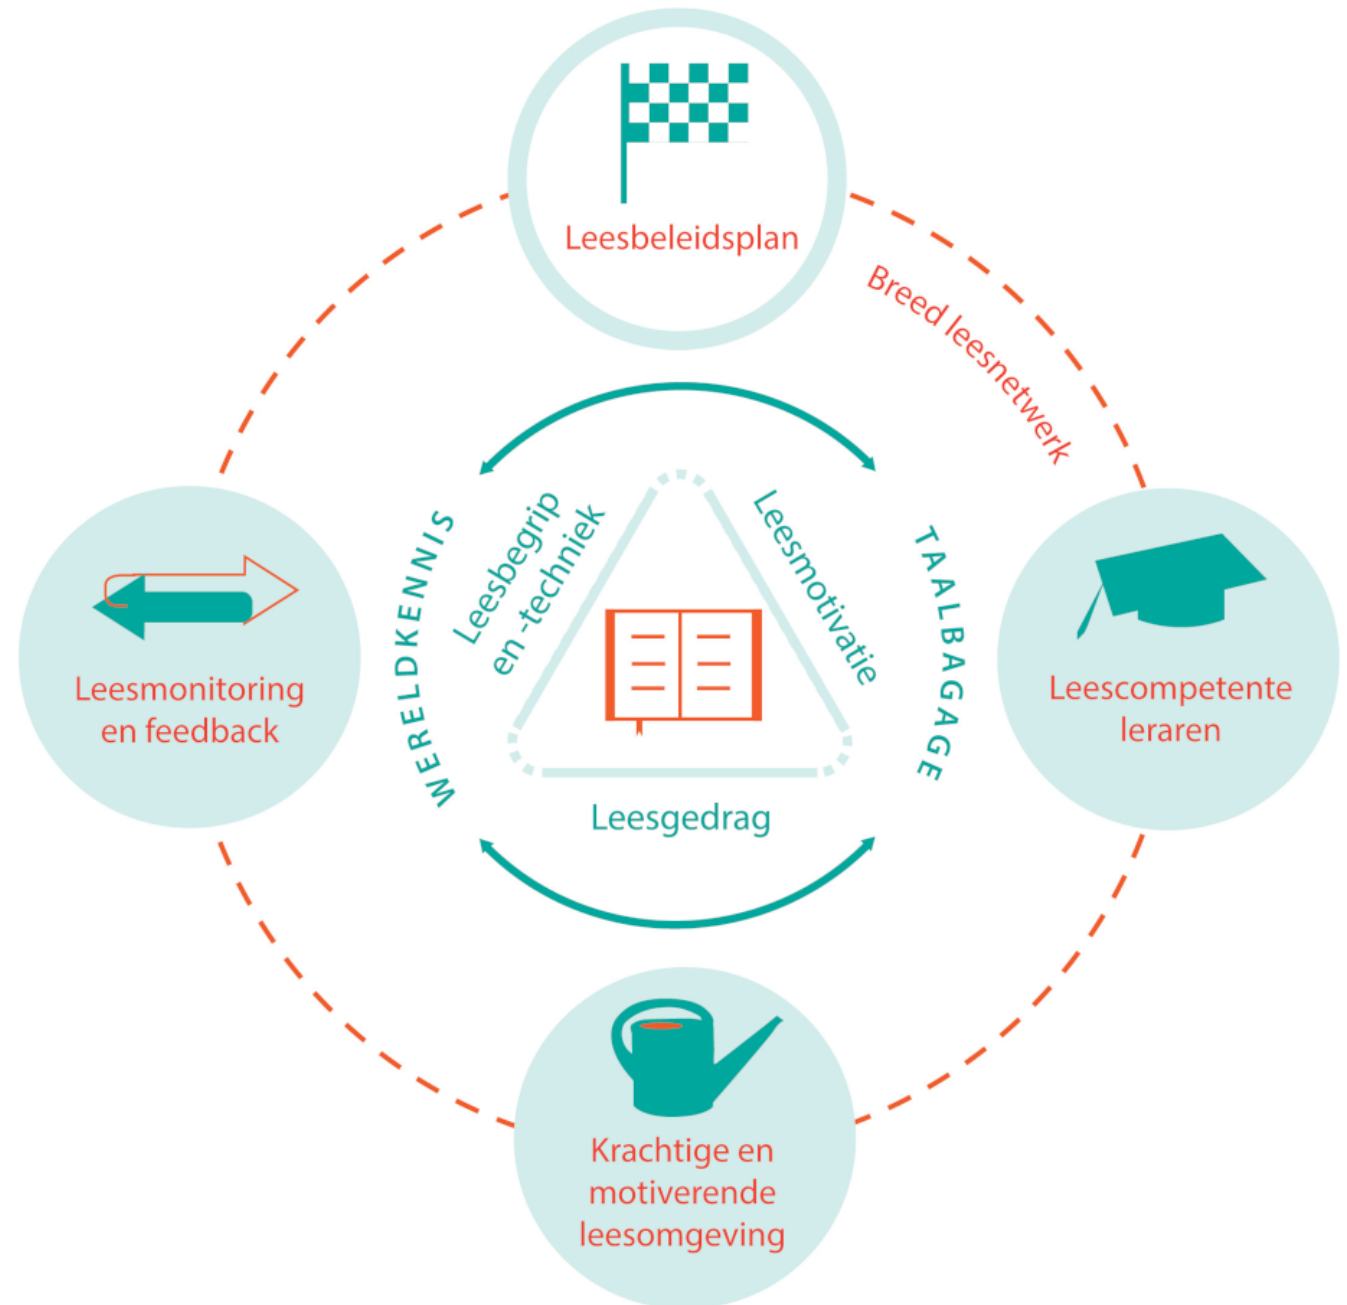 Leesbeleidsplan
Breed leesnetwerk
Leesbegrip
en -techniek
Leesmotivatie
WERELDKENNIS
TAALBAGAGE
Leesmonitoring
en feedback
Leescompetente
leraren
Leesgedrag
Krachtige en
motiverende
leesomgeving